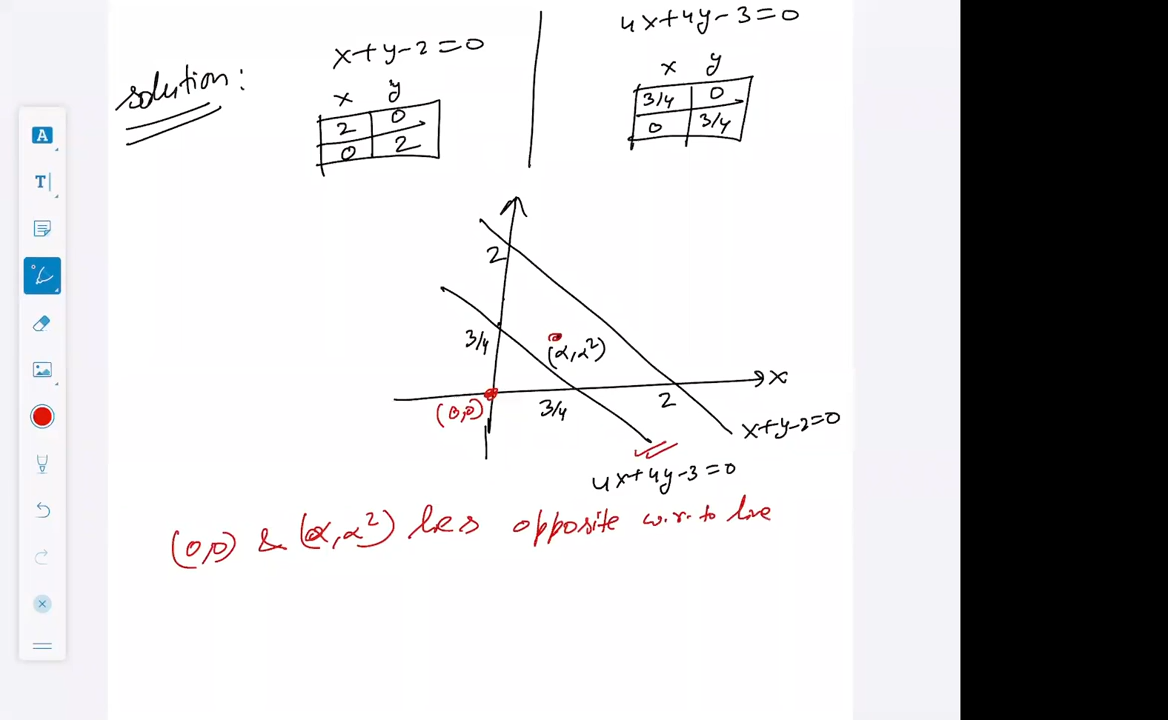 solution:
x+y-2=0
x y
2 0
0 2
4x+4y-3=0
x y
3/4 0
0 3/4
2
3/4
(α,α²)
(0,0)
3/4
2
x
x+y-2=0
4x+4y-3=0
(0,0) & (α,α²) lies opposite w.r.to line
A
T